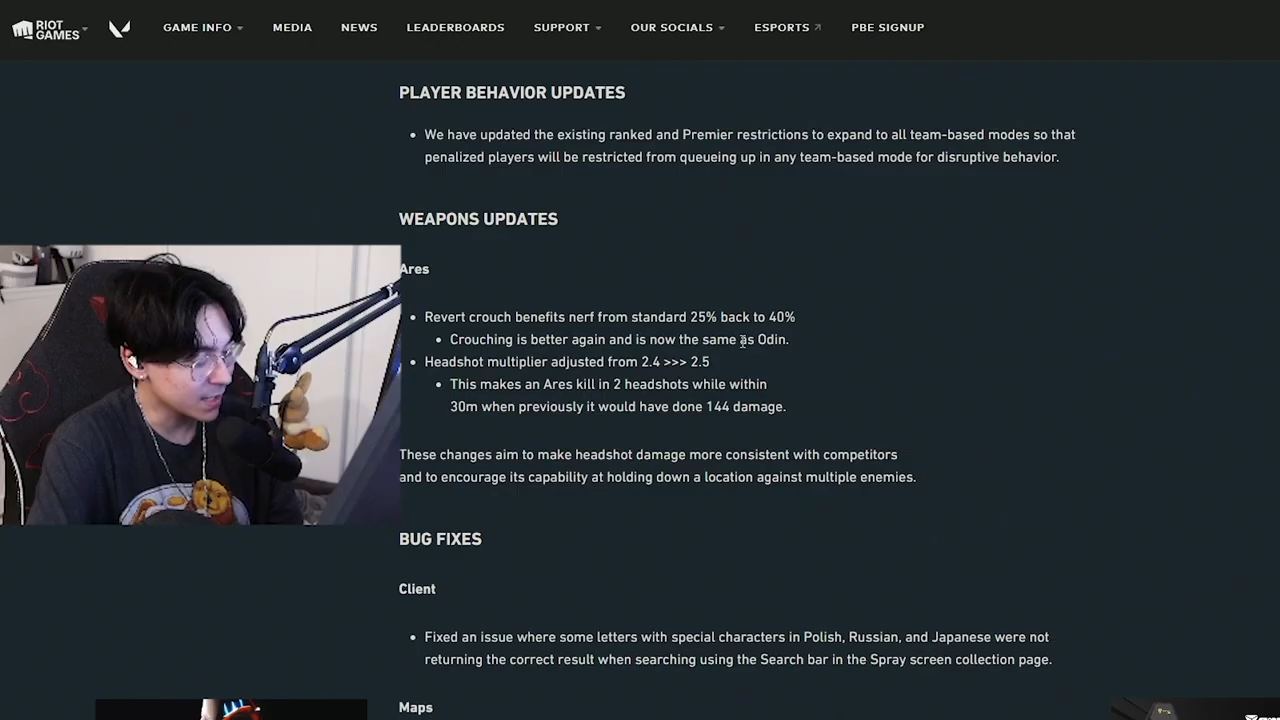 RIOT GAMES
GAME INFO
MEDIA
NEWS
LEADERBOARDS
SUPPORT
OUR SOCIALS
ESPORTS
PBE SIGNUP
PLAYER BEHAVIOR UPDATES
We have updated the existing ranked and Premier restrictions to expand to all team-based modes so that
penalized players will be restricted from queueing up in any team-based mode for disruptive behavior.
WEAPONS UPDATES
Ares
Revert crouch benefits nerf from standard 25% back to 40%
Crouching is better again and is now the same as Odin.
Headshot multiplier adjusted from 2.4 >>> 2.5
This makes an Ares kill in 2 headshots while within
30m when previously it would have done 144 damage.
These changes aim to make headshot damage more consistent with competitors
and to encourage its capability at holding down a location against multiple enemies.
BUG FIXES
Client
Fixed an issue where some letters with special characters in Polish, Russian, and Japanese were not
returning the correct result when searching using the Search bar in the Spray screen collection page.
Maps